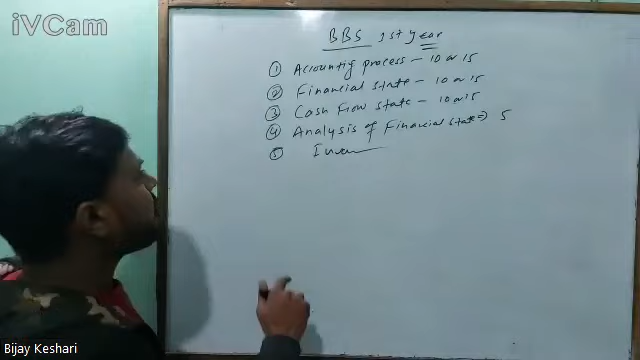 iVCam
BBS 1st year
① Accounting process - 10 or 15
② Financial state - 10 or 15
③ Cash flow state - 10 or 15
④ Analysis of Financial state => 5
⑤
Bijay Keshari